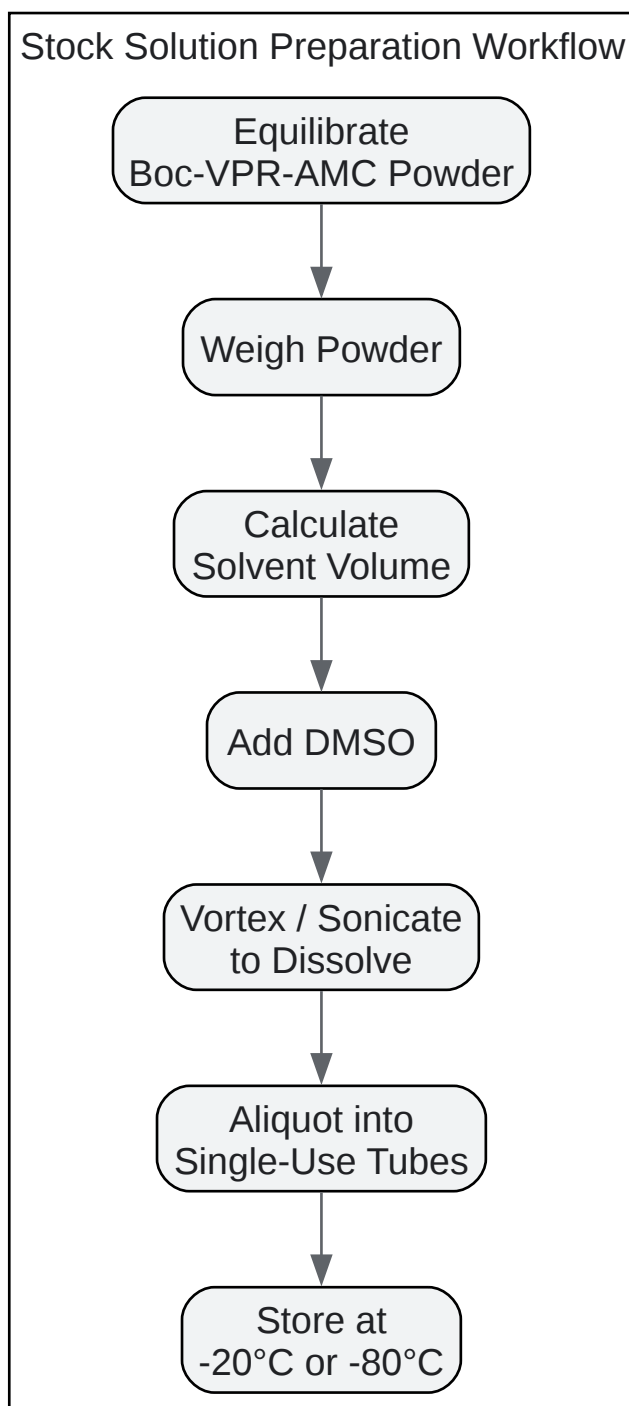 Stock Solution Preparation Workflow
Equilibrate
Boc-VPR-AMC Powder
Weigh Powder
Calculate
Solvent Volume
Add DMSO
Vortex / Sonicate
to Dissolve
Aliquot into
Single-Use Tubes
Store at
-20°C or -80°C